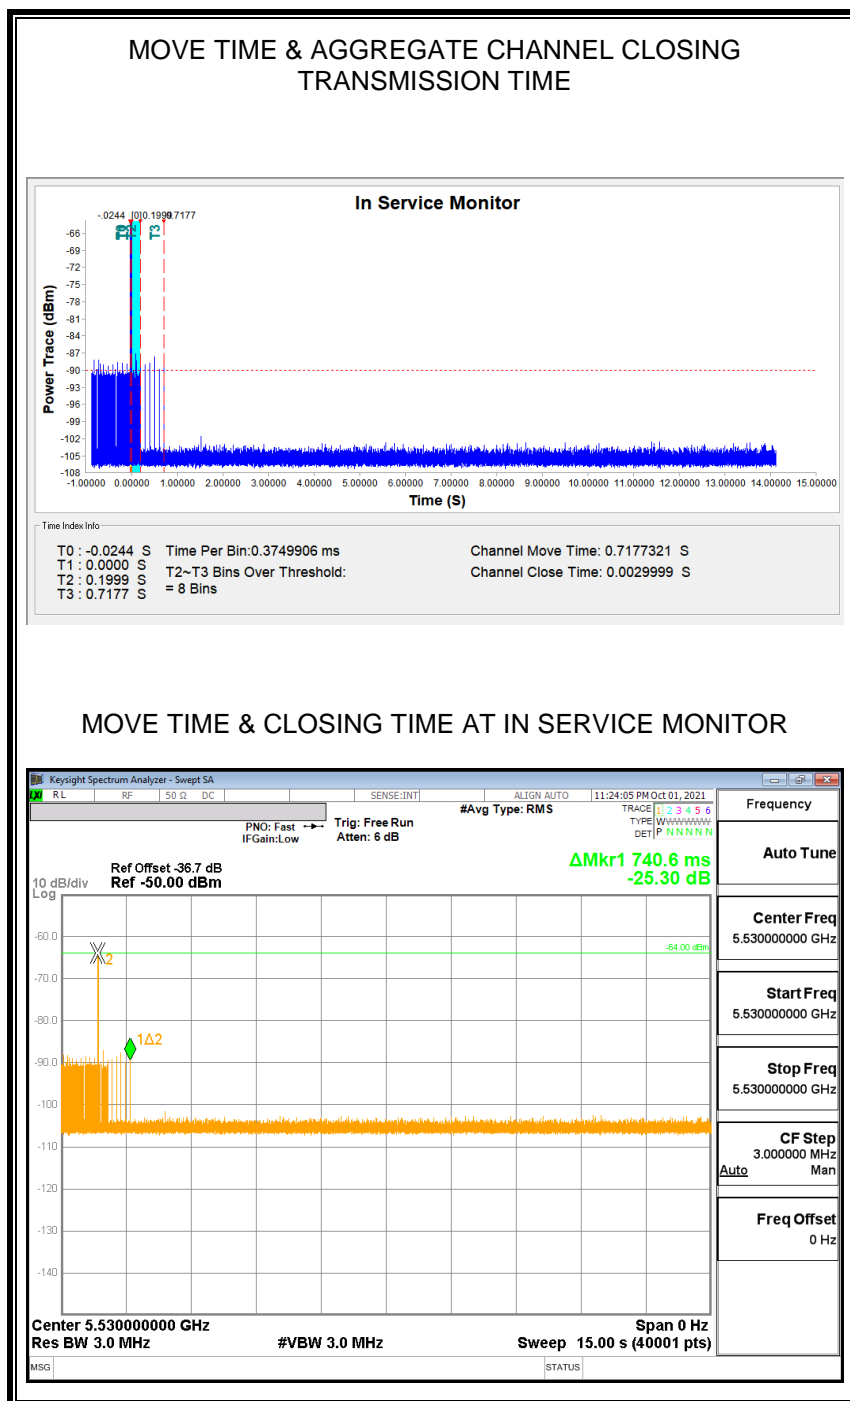 MOVE TIME & AGGREGATE CHANNEL CLOSING
TRANSMISSION TIME
In Service Monitor
-.0244 [0] 0.1999 0.7177
T2
T3
Power Trace (dBm)
-66
-69
-72
-75
-78
-81
-84
-87
-90
-93
-96
-99
-102
-105
-108
-1.00000 0.00000 1.00000 2.00000 3.00000 4.00000 5.00000 6.00000 7.00000 8.00000 9.00000 10.00000 11.00000 12.00000 13.00000 14.00000 15.00000
Time (S)
Time Index Info
T0 : -0.0244 S Time Per Bin:0.3749906 ms Channel Move Time: 0.7177321 S
T1 : 0.0000 S
T2 : 0.1999 S T2~T3 Bins Over Threshold: Channel Close Time: 0.0029999 S
T3 : 0.7177 S = 8 Bins
MOVE TIME & CLOSING TIME AT IN SERVICE MONITOR
Keysight Spectrum Analyzer - Swept SA
LXI RL RF 50 Ω DC SENSE:INT ALIGN AUTO 11:24:05 PM Oct 01, 2021
PNO: Fast
IFGain:Low
Trig: Free Run
Atten: 6 dB
#Avg Type: RMS
TRACE 1 2 3 4 5 6
TYPE WWWWWW
DET P N N N N N
ΔMkr1 740.6 ms
-25.30 dB
Ref Offset -36.7 dB
10 dB/div Ref -50.00 dBm
Log
-60.0
-70.0
-80.0
-90.0
-100
-110
-120
-130
-140
-64.00 dBm
2
1Δ2
Center 5.530000000 GHz Span 0 Hz
Res BW 3.0 MHz #VBW 3.0 MHz Sweep 15.00 s (40001 pts)
MSG STATUS
Frequency
Auto Tune
Center Freq
5.530000000 GHz
Start Freq
5.530000000 GHz
Stop Freq
5.530000000 GHz
CF Step
3.000000 MHz
Auto Man
Freq Offset
0 Hz